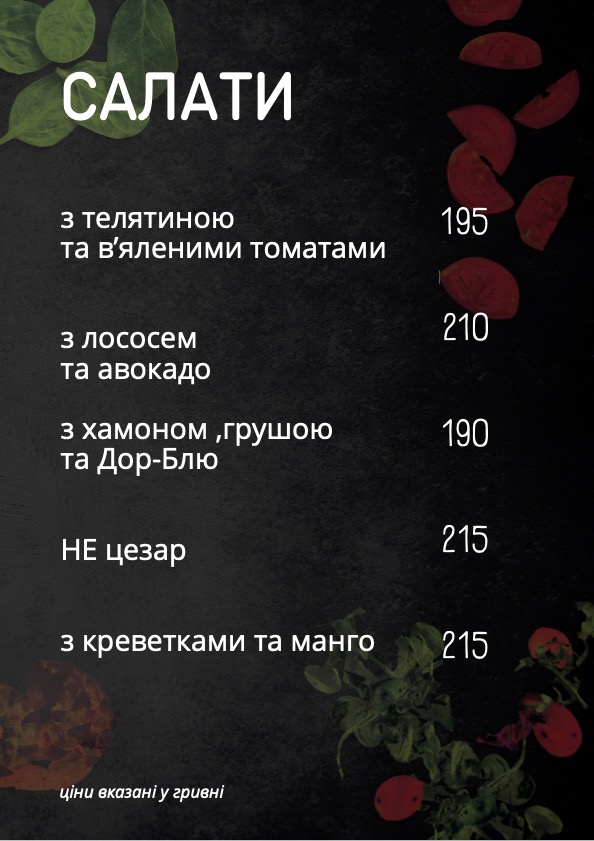 САЛАТИ
з телятиною 195
та в’яленими томатами
з лососем 210
та авокадо
з хамоном ,грушою 190
та Дор-Блю
НЕ цезар 215
з креветками та манго 215
ціни вказані у гривні